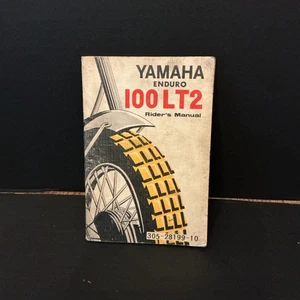 YAMAHA
ENDURO
100 LT2
Rider's Manual
305-28199-10